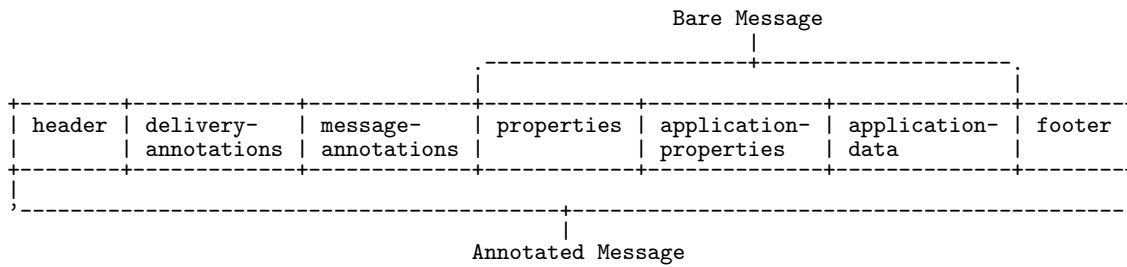 Bare Message
header delivery- message- properties application- application- footer
annotations annotations properties data
Annotated Message